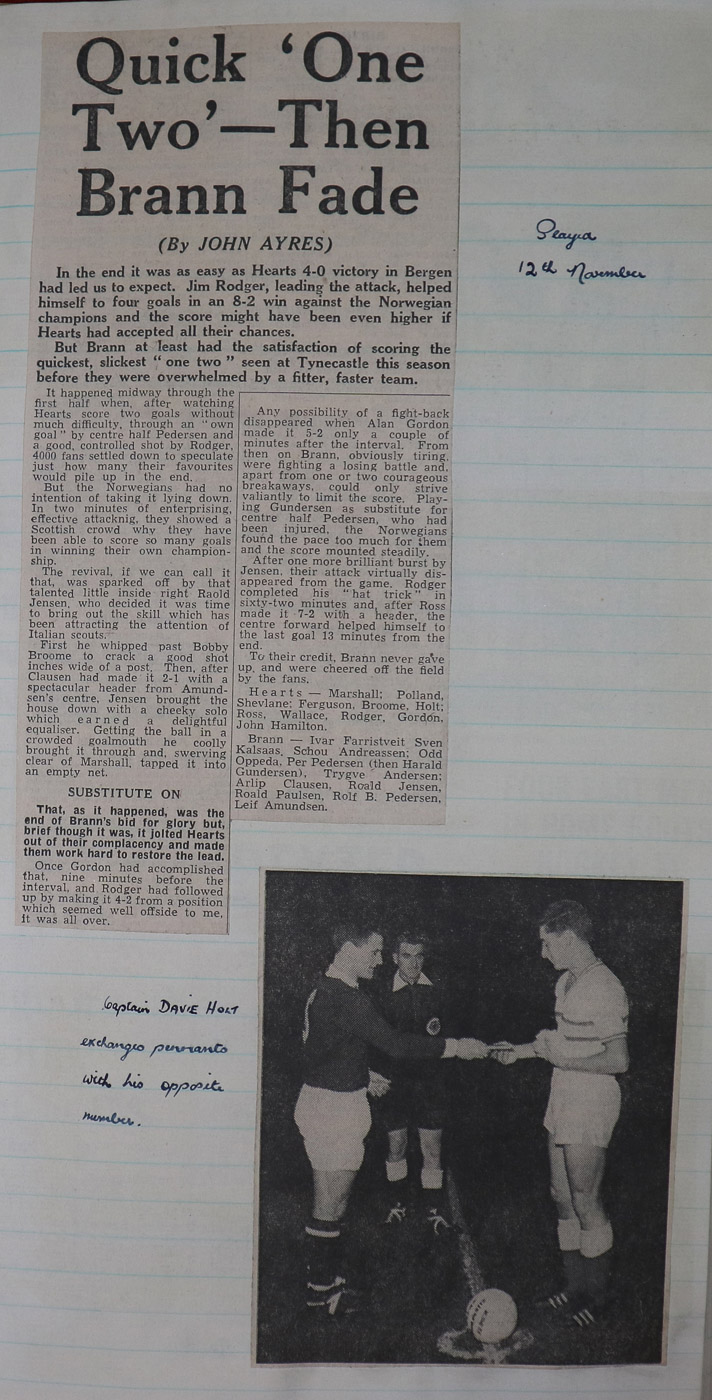 Quick ‘One
Two’—Then
Brann Fade
(By JOHN AYRES)
In the end it was as easy as Hearts 4-0 victory in Bergen
had led us to expect. Jim Rodger, leading the attack, helped
himself to four goals in an 8-2 win against the Norwegian
champions and the score might have been even higher if
Hearts had accepted all their chances.
But Brann at least had the satisfaction of scoring the
quickest, slickest “one two” seen at Tynecastle this season
before they were overwhelmed by a fitter, faster team.
It happened midway through the
first half when, after watching
Hearts score two goals without
much difficulty, through an “own
goal” by centre half Pedersen and
a good, controlled shot by Rodger,
4000 fans settled down to speculate
just how many their favourites
would pile up in the end.
But the Norwegians had no
intention of taking it lying down.
In two minutes of enterprising,
effective attacknig, they showed a
Scottish crowd why they have
been able to score so many goals
in winning their own champion-
ship.
The revival, if we can call it
that, was sparked off by that
talented little inside right Raold
Jensen, who decided it was time
to bring out the skill which has
been attracting the attention of
Italian scouts.
First he whipped past Bobby
Broome to crack a good shot
inches wide of a post. Then, after
Clausen had made it 2-1 with a
spectacular header from Amund-
sen’s centre, Jensen brought the
house down with a cheeky solo
which earned a delightful
equaliser. Getting the ball in a
crowded goalmouth he coolly
brought it through and, swerving
clear of Marshall, tapped it into
an empty net.
SUBSTITUTE ON
That, as it happened, was the
end of Brann’s bid for glory but,
brief though it was, it jolted Hearts
out of their complacency and made
them work hard to restore the lead.
Once Gordon had accomplished
that, nine minutes before the
interval, and Rodger had followed
up by making it 4-2 from a position
which seemed well offside to me,
it was all over.
Any possibility of a fight-back
disappeared when Alan Gordon
made it 5-2 only a couple of
minutes after the interval. From
then on Brann, obviously tiring,
were fighting a losing battle and,
apart from one or two courageous
breakaways, could only strive
valiantly to limit the score. Play-
ing Gundersen as substitute for
centre half Pedersen, who had
been injured, the Norwegians
found the pace too much for them
and the score mounted steadily.
After one more brilliant burst by
Jensen, their attack virtually dis-
appeared from the game. Rodger
completed his “hat trick” in
sixty-two minutes and, after Ross
made it 7-2 with a header, the
centre forward helped himself to
the last goal 13 minutes from the
end.
To their credit, Brann never gave
up, and were cheered off the field
by the fans.
Hearts — Marshall; Polland,
Shevlane; Ferguson, Broome, Holt;
Ross, Wallace, Rodger, Gordon,
John Hamilton.
Brann — Ivar Farristveit Sven
Kalsaas, Schou Andreassen; Odd
Oppeda, Per Pedersen (then Harald
Gundersen), Trygve Andersen;
Arlip Clausen, Roald Jensen,
Roald Paulsen, Rolf B. Pedersen,
Leif Amundsen.
Played
12th November
Captain DAVIE HOLT
exchanges pennants
with his opposite
number.